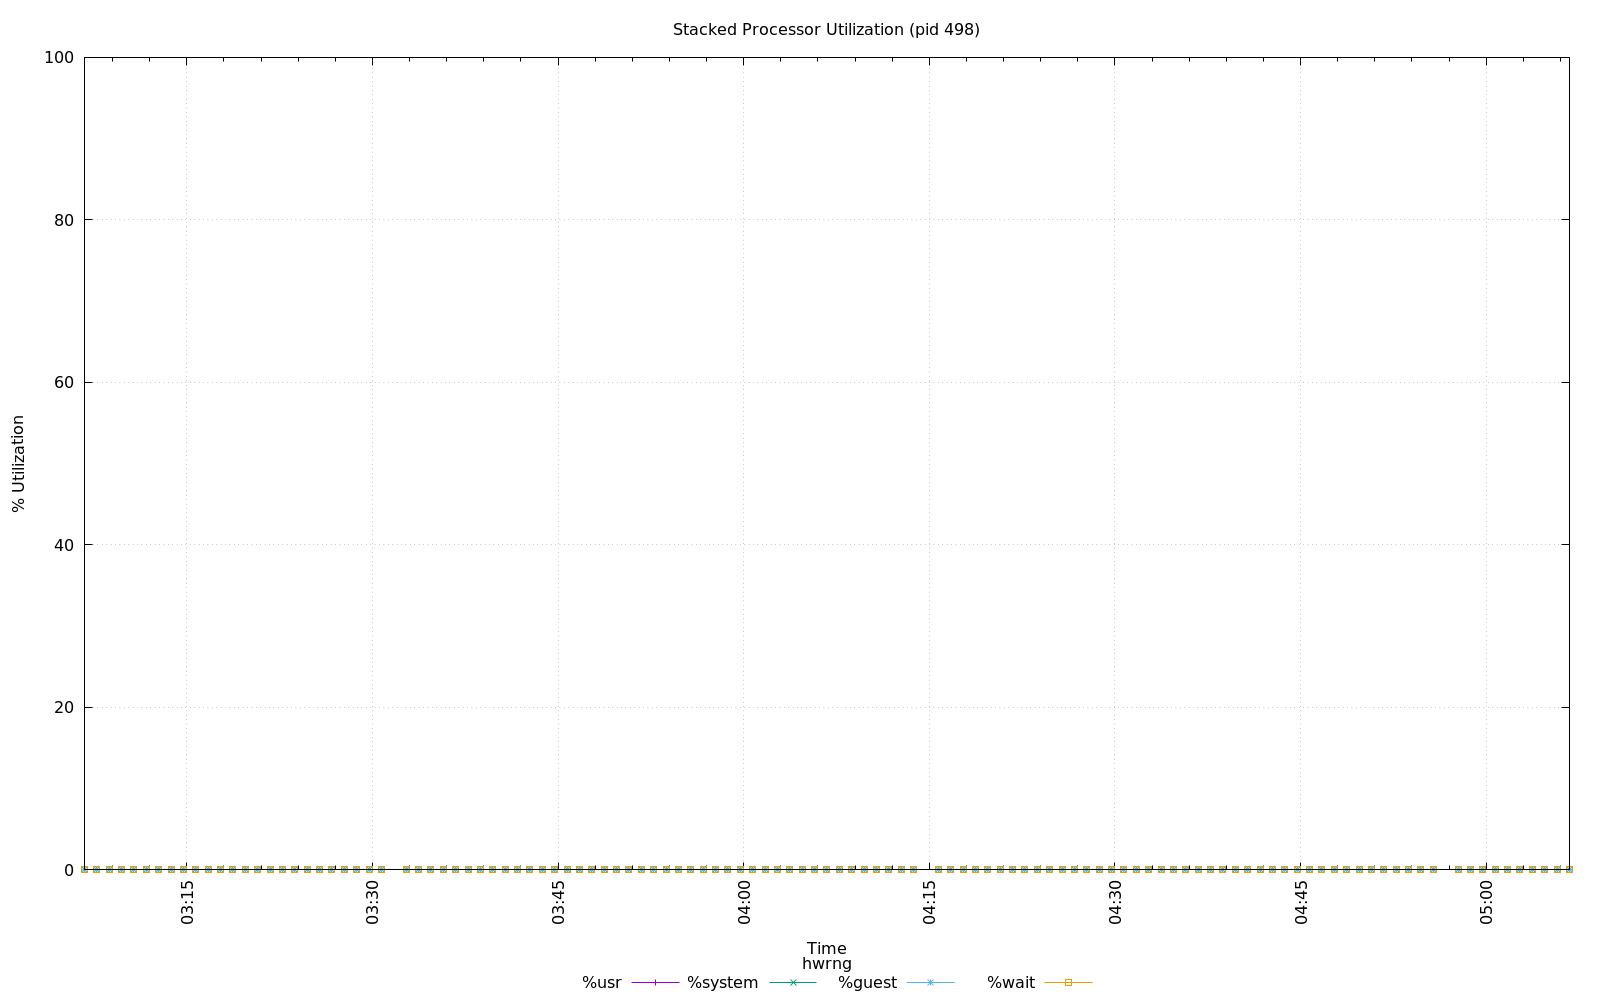 Stacked Processor Utilization (pid 498)
100
80
60
40
20
0
% Utilization
03:15
03:30
03:45
04:00
04:15
04:30
04:45
05:00
Time
hwrng
%usr %system %guest %wait